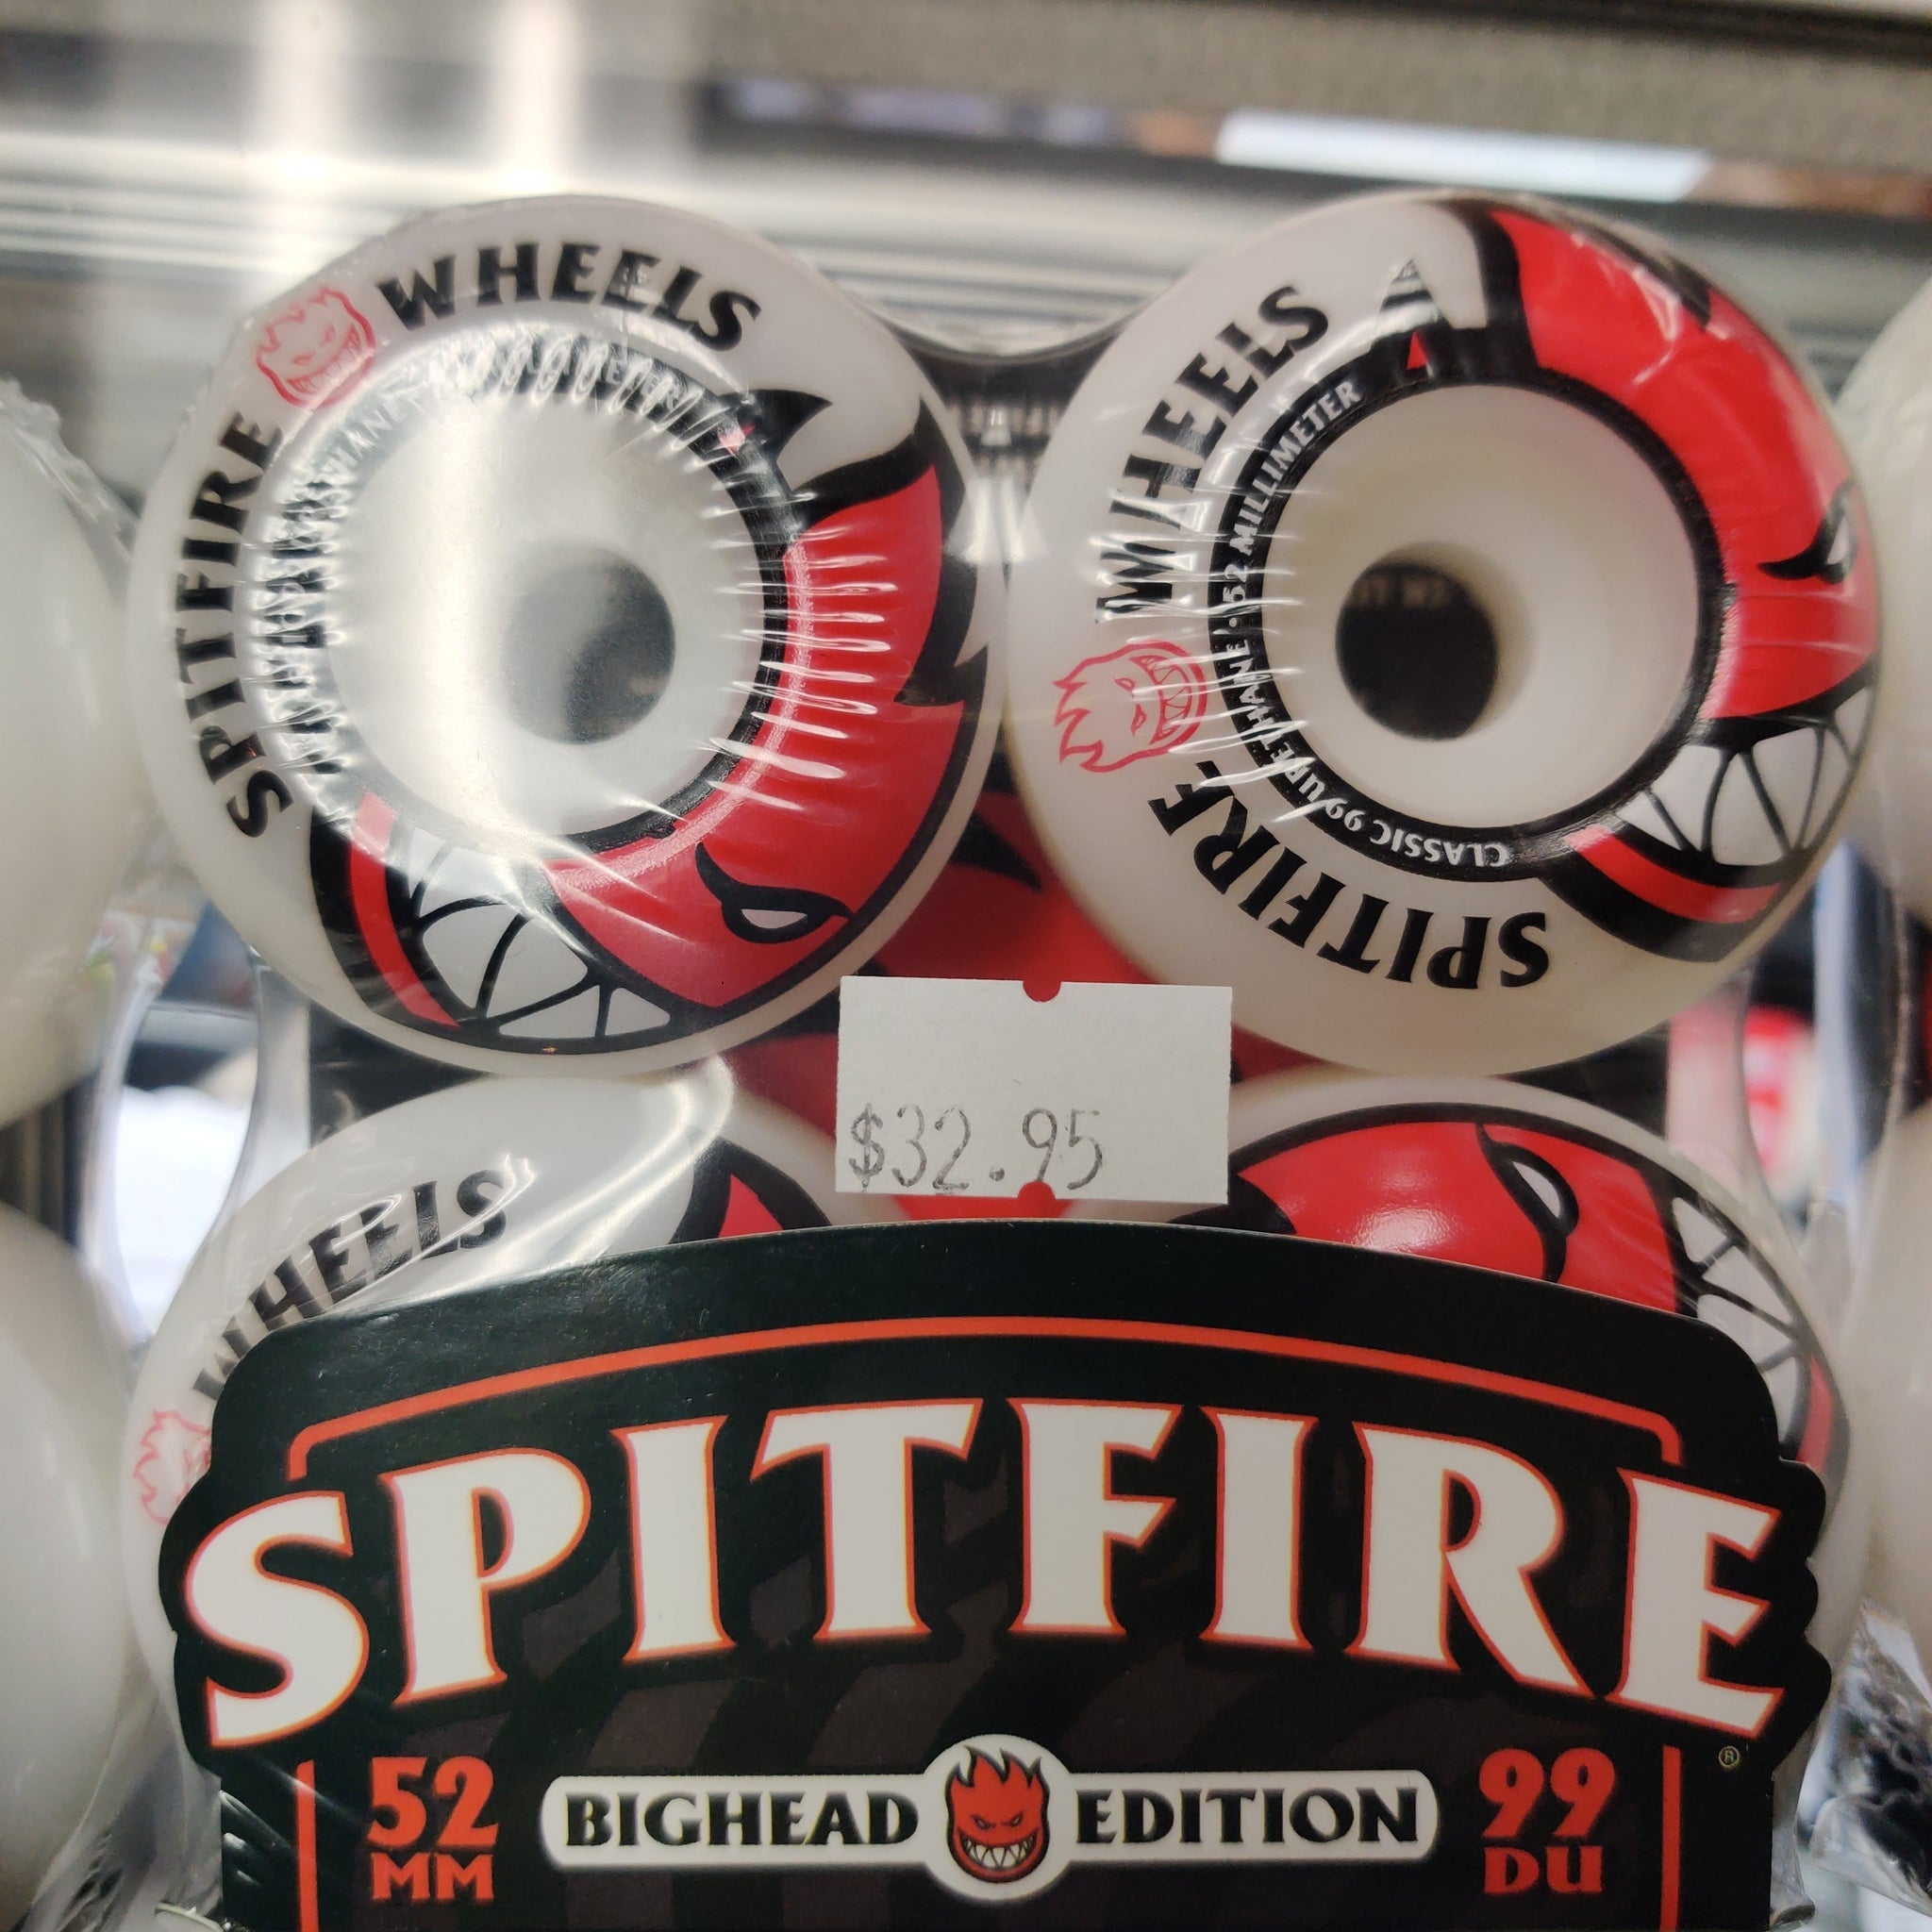 SPITFIRE WHEELS
SPITFIRE WHEELS
CLASSIC 99 URETHANE · 52 MILLIMETER
$32.95
WHEELS
SPITFIRE
®
52 MM
BIGHEAD EDITION
99 DU